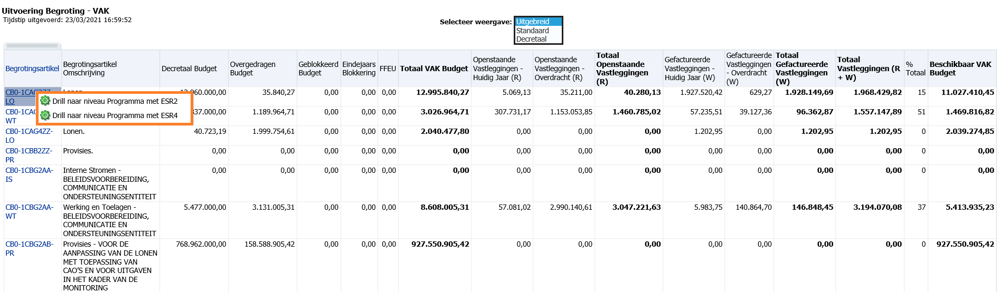 Uitvoering Begroting - VAK
Tijdstip uitgevoerd: 23/03/2021 16:59:52
Selecteer weergave:
Uitgebreid
Standaard
Decretaal
Begrotingsartikel
Begrotingsartikel
Omschrijving
Decretaal Budget
Overgedragen
Budget
Geblokkeerd
Budget
Eindejaars
Blokkering
FFEU
Totaal VAK Budget
Openstaande
Vastleggingen -
Huidig Jaar (R)
Openstaande
Vastleggingen -
Overdracht (R)
Totaal
Openstaande
Vastleggingen
(R)
Gefactureerde
Vastleggingen -
Huidig Jaar (W)
Gefactureerde
Vastleggingen
- Overdracht
(W)
Totaal
Gefactureerde
Vastleggingen
(W)
Totaal
Vastleggingen (R
+ W)
%
Totaal
Beschikbaar VAK
Budget
LO
960.000,00 35.840,27 0,00 0,00 0,00 12.995.840,27 5.069,13 35.211,00 40.280,13 1.927.520,42 629,27 1.928.149,69 1.968.429,82 15 11.027.410,45
Drill naar niveau Programma met ESR2
Drill naar niveau Programma met ESR4
CB0-1CAG
WT
837.000,00 1.189.964,71 0,00 0,00 0,00 3.026.964,71 307.731,17 1.153.053,85 1.460.785,02 57.235,51 39.127,36 96.362,87 1.557.147,89 51 1.469.816,82
CB0-1CAG4ZZ-
LO
Lonen. 40.723,19 1.999.754,61 0,00 0,00 0,00 2.040.477,80 0,00 0,00 0,00 1.202,95 0,00 1.202,95 1.202,95 0 2.039.274,85
CB0-1CBB2ZZ-
PR
Provisies. 0,00 0,00 0,00 0,00 0,00 0,00 0,00 0,00 0,00 0,00 0,00 0,00 0,00 0 0,00
CB0-1CBG2AA-
IS
Interne Stromen -
BELEIDSVOORBEREIDING,
COMMUNICATIE EN
ONDERSTEUNINGSENTITEIT
0,00 0,00 0,00 0,00 0,00 0,00 0,00 0,00 0,00 0,00 0,00 0,00 0,00 0 0,00
CB0-1CBG2AA-
WT
Werking en Toelagen -
BELEIDSVOORBEREIDING,
COMMUNICATIE EN
ONDERSTEUNINGSENTITEIT
5.477.000,00 3.131.005,31 0,00 0,00 0,00 8.608.005,31 57.081,02 2.990.140,61 3.047.221,63 5.983,75 140.864,70 146.848,45 3.194.070,08 37 5.413.935,23
CB0-1CBG2AB-
PR
Provisies - VOOR DE
AANPASSING VAN DE LONEN
MET TOEPASSING VAN
CAO'S EN VOOR UITGAVEN
IN HET KADER VAN DE
MONITORING
768.962.000,00 158.588.905,42 0,00 0,00 0,00 927.550.905,42 0,00 0,00 0,00 0,00 0,00 0,00 0,00 0 927.550.905,42